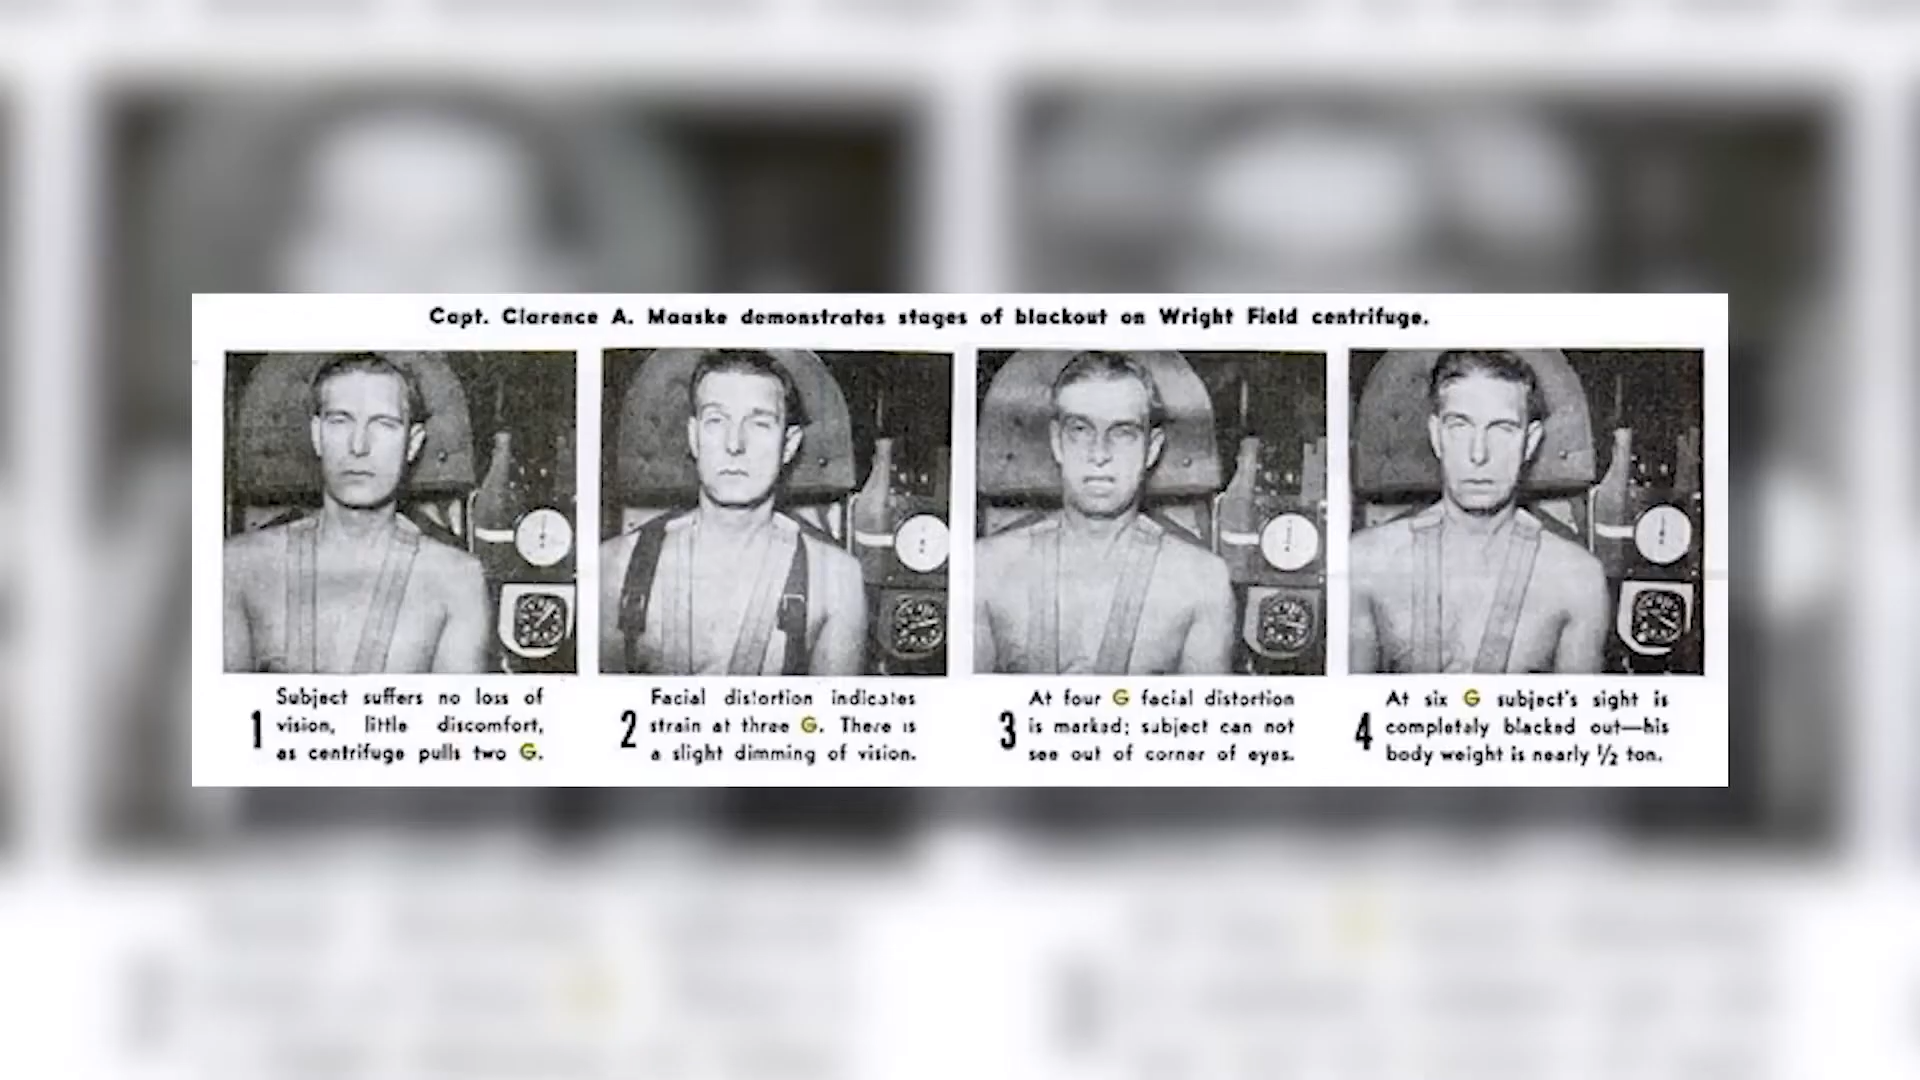 Capt. Clarence A. Maaske demonstrates stages of blackout on Wright Field centrifuge.
1
Subject suffers no loss of
vision, little discomfort,
as centrifuge pulls two G.
2
Facial distortion indicates
strain at three G. There is
a slight dimming of vision.
3
At four G facial distortion
is marked; subject can not
see out of corner of eyes.
4
At six G subject's sight is
completely blacked out—his
body weight is nearly ½ ton.